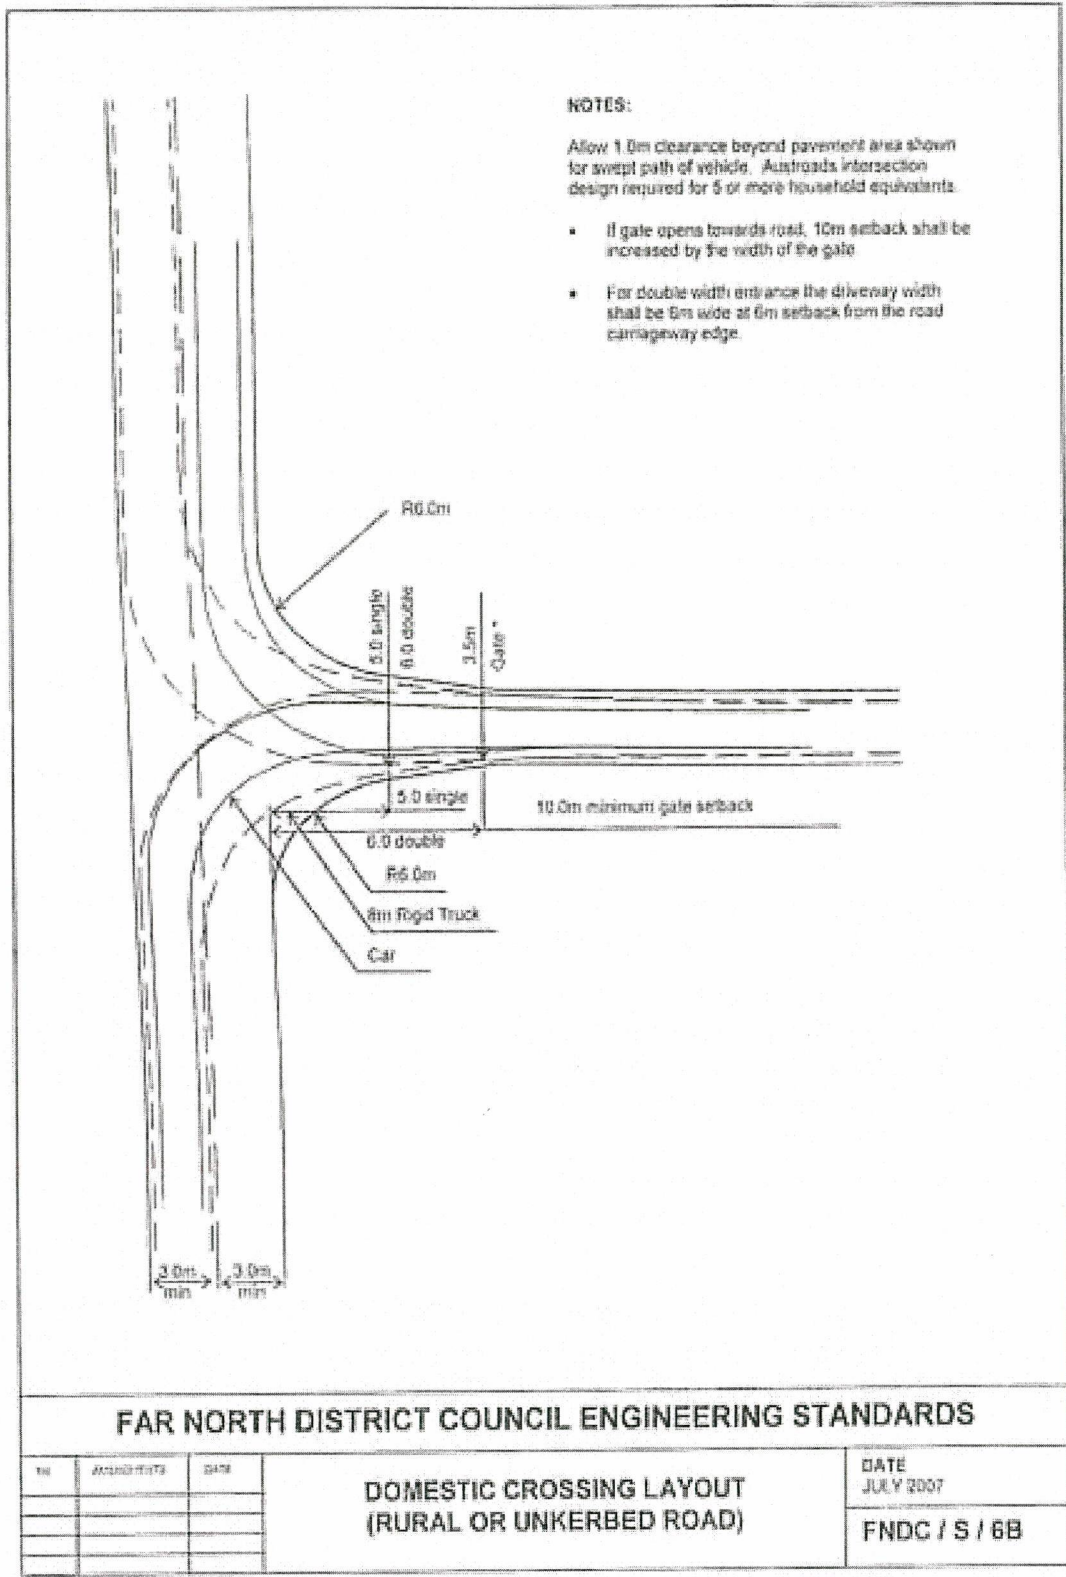 NOTES:
Allow 1.0m clearance beyond pavement area shown
for swept path of vehicle. Austroads intersection
design required for 6 or more household equivalents.
• If gate opens towards road, 10m setback shall be
increased by the width of the gate
• For double width entrance the driveway width
shall be 6m wide at 6m setback from the road
carriageway edge.
R6.0m
5.0 single
6.0 double
3.5m
Gate *
5.0 single
10.0m minimum gate setback
6.0 double
R6.0m
8m Rigid Truck
Car
3.0m
min
3.0m
min
FAR NORTH DISTRICT COUNCIL ENGINEERING STANDARDS
AMENDMENTS
DATE
DOMESTIC CROSSING LAYOUT
(RURAL OR UNKERBED ROAD)
DATE
JULY 2007
FNDC / S / 6B